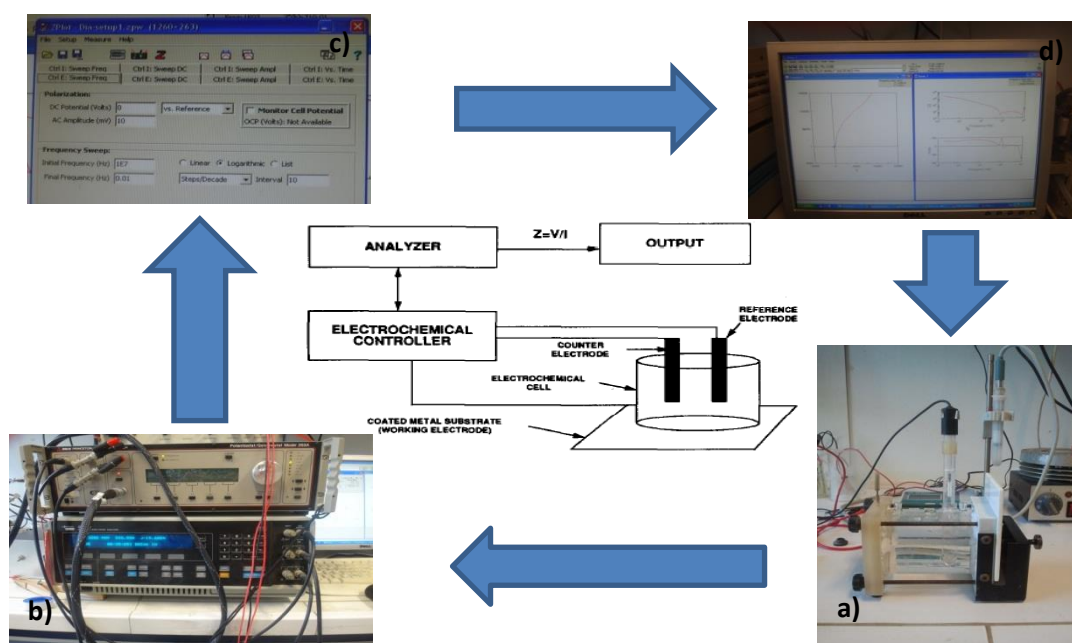 ZPlot - Dia-setup1.zpw (1260+263)
c)
File Setup Measure Help
Ctrl I: Sweep Freq Ctrl I: Sweep DC Ctrl I: Sweep Ampl Ctrl I: Vs. Time
Ctrl E: Sweep Freq Ctrl E: Sweep DC Ctrl E: Sweep Ampl Ctrl E: Vs. Time
Polarization:
DC Potential (Volts) 0 vs. Reference Monitor Cell Potential
AC Amplitude (mV) 10 OCP (Volts): Not Available
Frequency Sweep:
Initial Frequency (Hz) 1E7 Linear Logarithmic List
Final Frequency (Hz) 0.01 Steps/Decade Interval 10
d)
DELL
ANALYZER
Z=V/I
OUTPUT
ELECTROCHEMICAL
CONTROLLER
REFERENCE
ELECTRODE
COUNTER
ELECTRODE
ELECTROCHEMICAL
CELL
COATED METAL SUBSTRATE
(WORKING ELECTRODE)
b)
a)